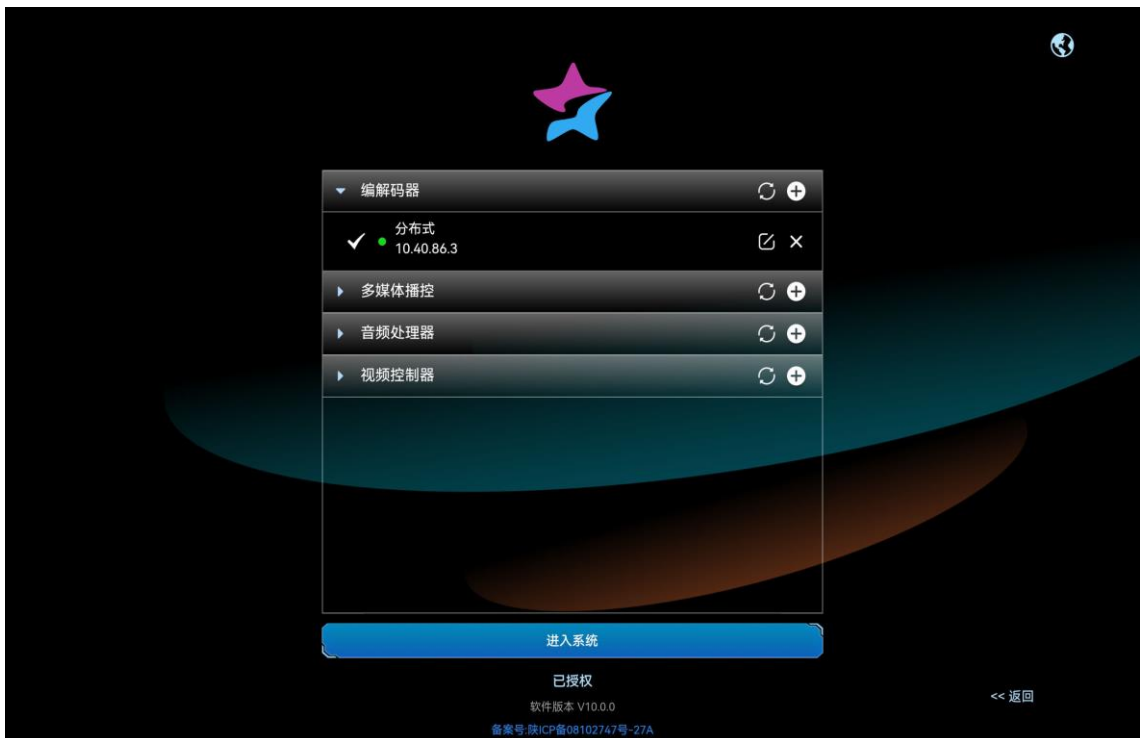 编解码器
分布式
10.40.86.3
多媒体播控
音频处理器
视频控制器
进入系统
已授权
<< 返回
软件版本 V10.0.0
备案号:陕ICP备08102747号-27A